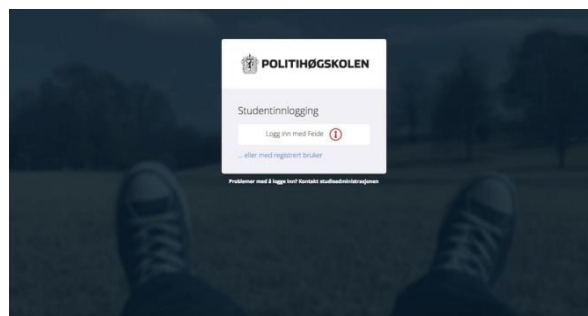 POLITIHØGSKOLEN
Studentinnlogging
Logg inn med Feide
... eller med registrert bruker
Problemer med å logge inn? Kontakt studieadministrasjonen